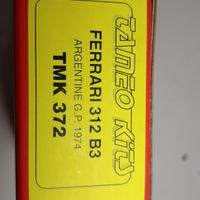 TAMEO KITS
FERRARI 312 B3
ARGENTINE G.P. 1974
TMK 372